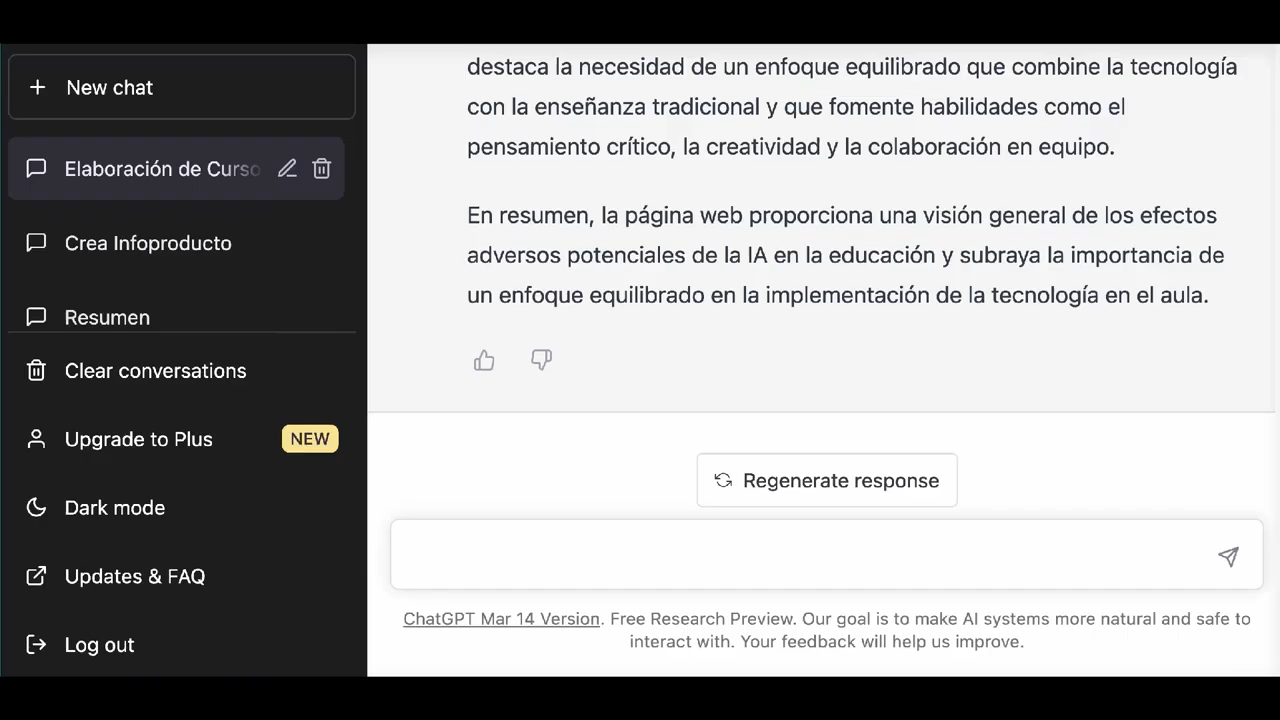 New chat
Elaboración de Curso
Crea Infoproducto
Resumen
Clear conversations
Upgrade to Plus NEW
Dark mode
Updates & FAQ
Log out
destaca la necesidad de un enfoque equilibrado que combine la tecnología
con la enseñanza tradicional y que fomente habilidades como el
pensamiento crítico, la creatividad y la colaboración en equipo.
En resumen, la página web proporciona una visión general de los efectos
adversos potenciales de la IA en la educación y subraya la importancia de
un enfoque equilibrado en la implementación de la tecnología en el aula.
Regenerate response
ChatGPT Mar 14 Version. Free Research Preview. Our goal is to make AI systems more natural and safe to
interact with. Your feedback will help us improve.